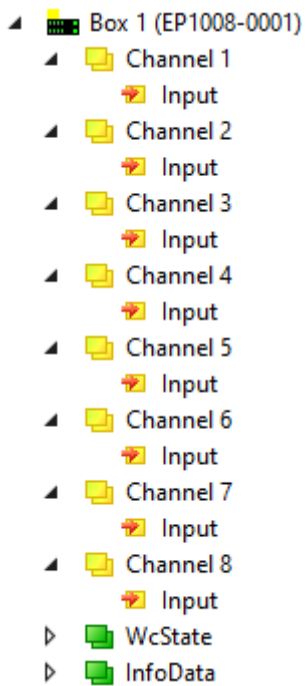 Box 1 (EP1008-0001)
Channel 1
Input
Channel 2
Input
Channel 3
Input
Channel 4
Input
Channel 5
Input
Channel 6
Input
Channel 7
Input
Channel 8
Input
WcState
InfoData